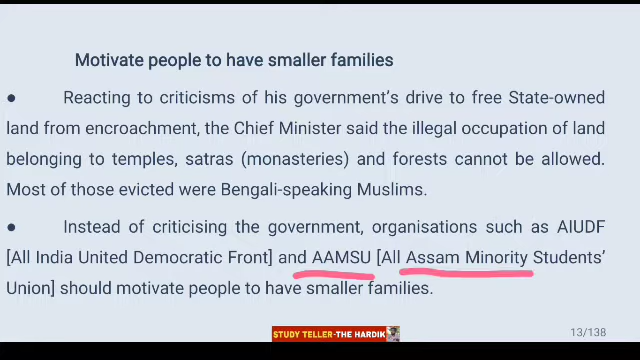 Motivate people to have smaller families
● Reacting to criticisms of his government's drive to free State-owned
land from encroachment, the Chief Minister said the illegal occupation of land
belonging to temples, satras (monasteries) and forests cannot be allowed.
Most of those evicted were Bengali-speaking Muslims.
● Instead of criticising the government, organisations such as AIUDF
[All India United Democratic Front] and AAMSU [All Assam Minority Students'
Union] should motivate people to have smaller families.
STUDY TELLER-THE HARDIK
13/138